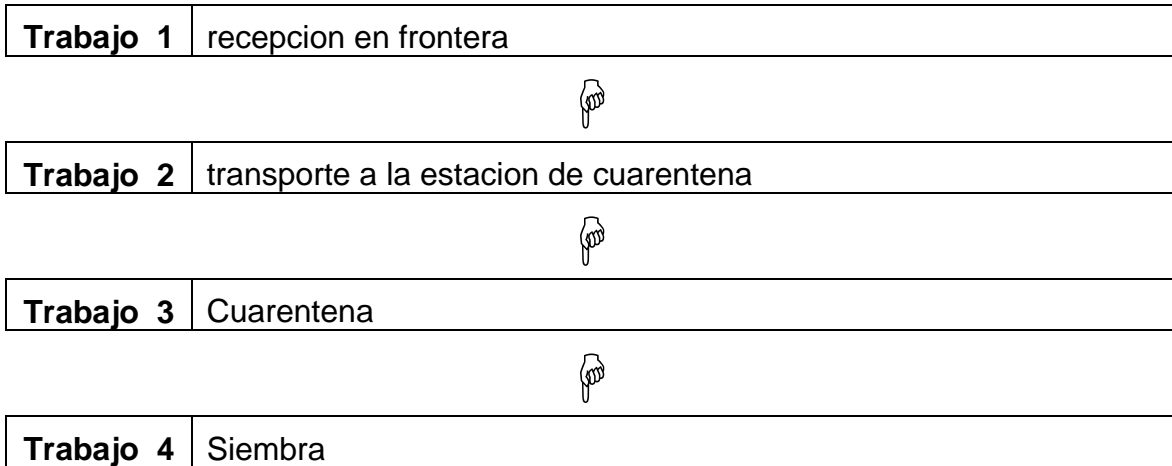 Trabajo 1 recepcion en frontera
Trabajo 2 transporte a la estacion de cuarentena
Trabajo 3 Cuarentena
Trabajo 4 Siembra